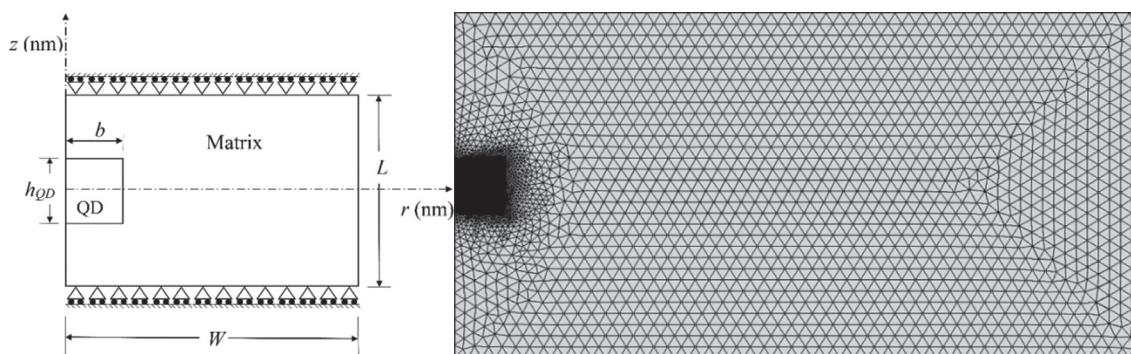 z (nm)
b
Matrix
h_QD
QD
L
r (nm)
W